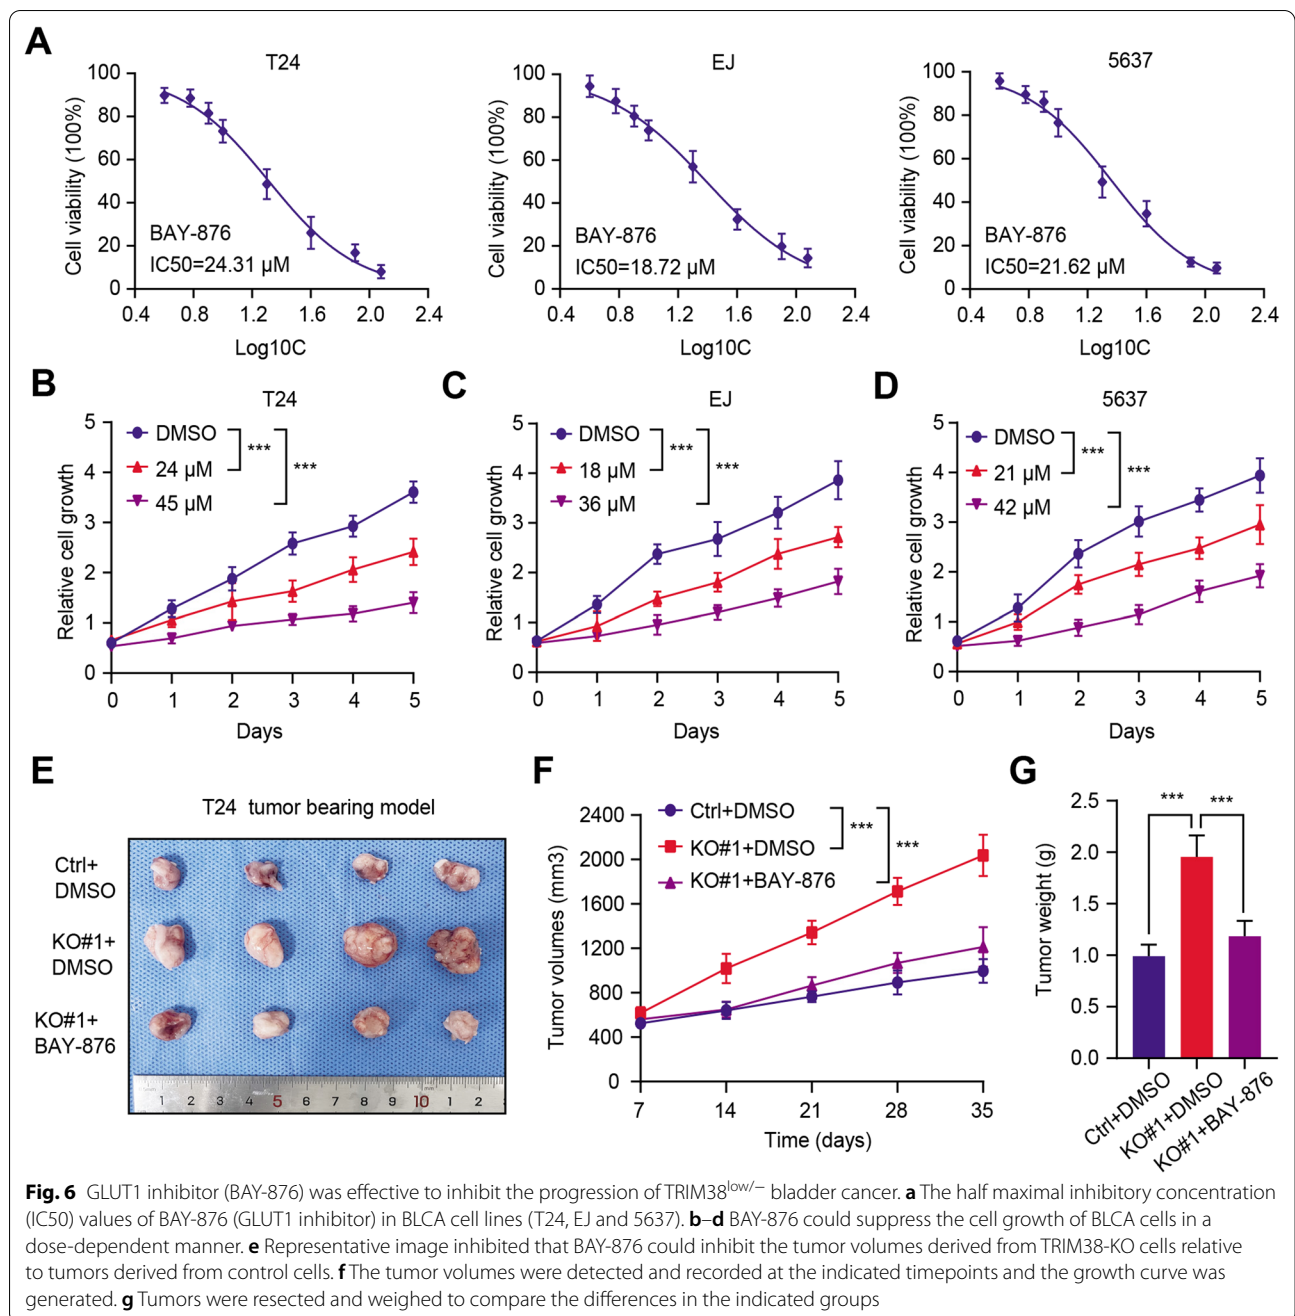 A
T24
Cell viability (100%)
100
80
60
40
20
0
BAY-876
IC50=24.31 µM
0.4 0.8 1.2 1.6 2.0 2.4
Log10C
EJ
Cell viability (100%)
100
80
60
40
20
0
BAY-876
IC50=18.72 µM
0.4 0.8 1.2 1.6 2.0 2.4
Log10C
5637
Cell viability (100%)
100
80
60
40
20
0
BAY-876
IC50=21.62 µM
0.4 0.8 1.2 1.6 2.0 2.4
Log10C
B
T24
Relative cell growth
5
4
3
2
1
0
DMSO
24 µM
45 µM
***
***
0 1 2 3 4 5
Days
C
EJ
Relative cell growth
5
4
3
2
1
0
DMSO
18 µM
36 µM
***
***
0 1 2 3 4 5
Days
D
5637
Relative cell growth
5
4
3
2
1
0
DMSO
21 µM
42 µM
***
***
0 1 2 3 4 5
Days
E
T24 tumor bearing model
Ctrl+
DMSO
KO#1+
DMSO
KO#1+
BAY-876
1 2 3 4 5 6 7 8 9 10 1 2
F
Tumor volumes (mm3)
2400
2000
1600
1200
800
400
0
Ctrl+DMSO
KO#1+DMSO
KO#1+BAY-876
***
***
7 14 21 28 35
Time (days)
G
Tumor weight (g)
2.5
2.0
1.5
1.0
0.5
0.0
***
***
Ctrl+DMSO
KO#1+DMSO
KO#1+BAY-876
Fig. 6 GLUT1 inhibitor (BAY-876) was effective to inhibit the progression of TRIM38low/− bladder cancer. a The half maximal inhibitory concentration
(IC50) values of BAY-876 (GLUT1 inhibitor) in BLCA cell lines (T24, EJ and 5637). b–d BAY-876 could suppress the cell growth of BLCA cells in a
dose-dependent manner. e Representative image inhibited that BAY-876 could inhibit the tumor volumes derived from TRIM38-KO cells relative
to tumors derived from control cells. f The tumor volumes were detected and recorded at the indicated timepoints and the growth curve was
generated. g Tumors were resected and weighed to compare the differences in the indicated groups